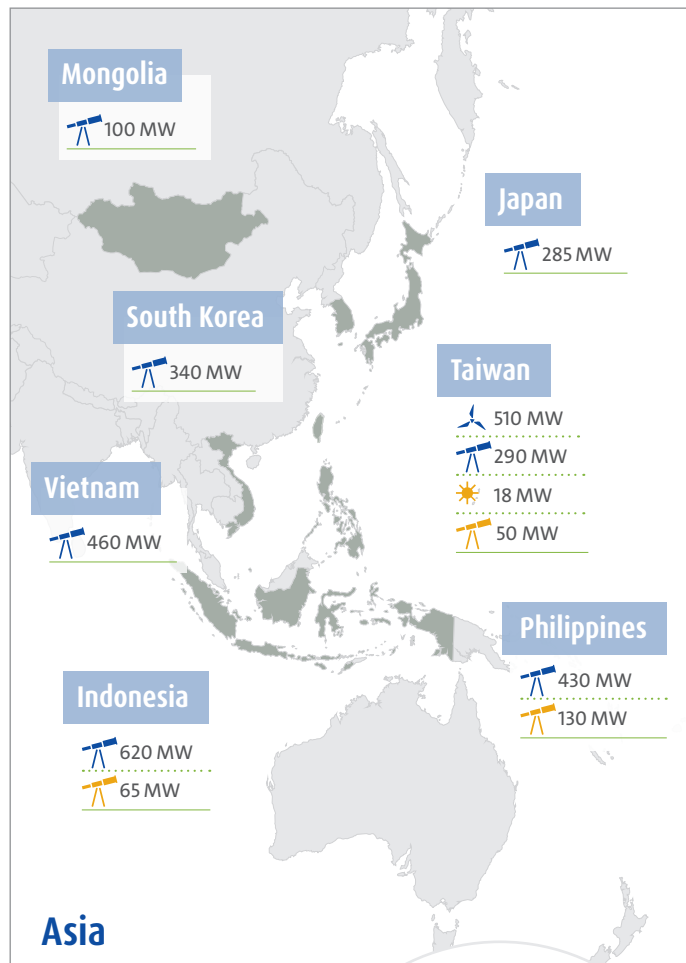 Mongolia
100 MW
Japan
285 MW
South Korea
340 MW
Taiwan
510 MW
290 MW
18 MW
50 MW
Vietnam
460 MW
Philippines
430 MW
130 MW
Indonesia
620 MW
65 MW
Asia